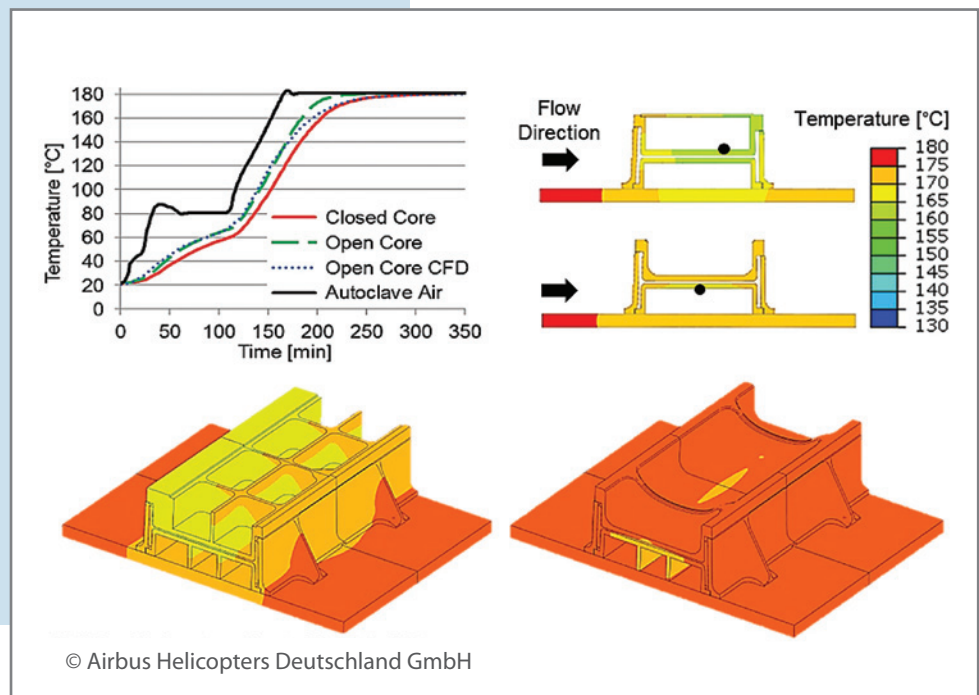 180
160
140
120
100
80
60
40
20
0
Temperature [°C]
Closed Core
Open Core
Open Core CFD
Autoclave Air
0 50 100 150 200 250 300 350
Time [min]
Flow
Direction
Temperature [°C]
180
175
170
165
160
155
150
145
140
135
130
© Airbus Helicopters Deutschland GmbH